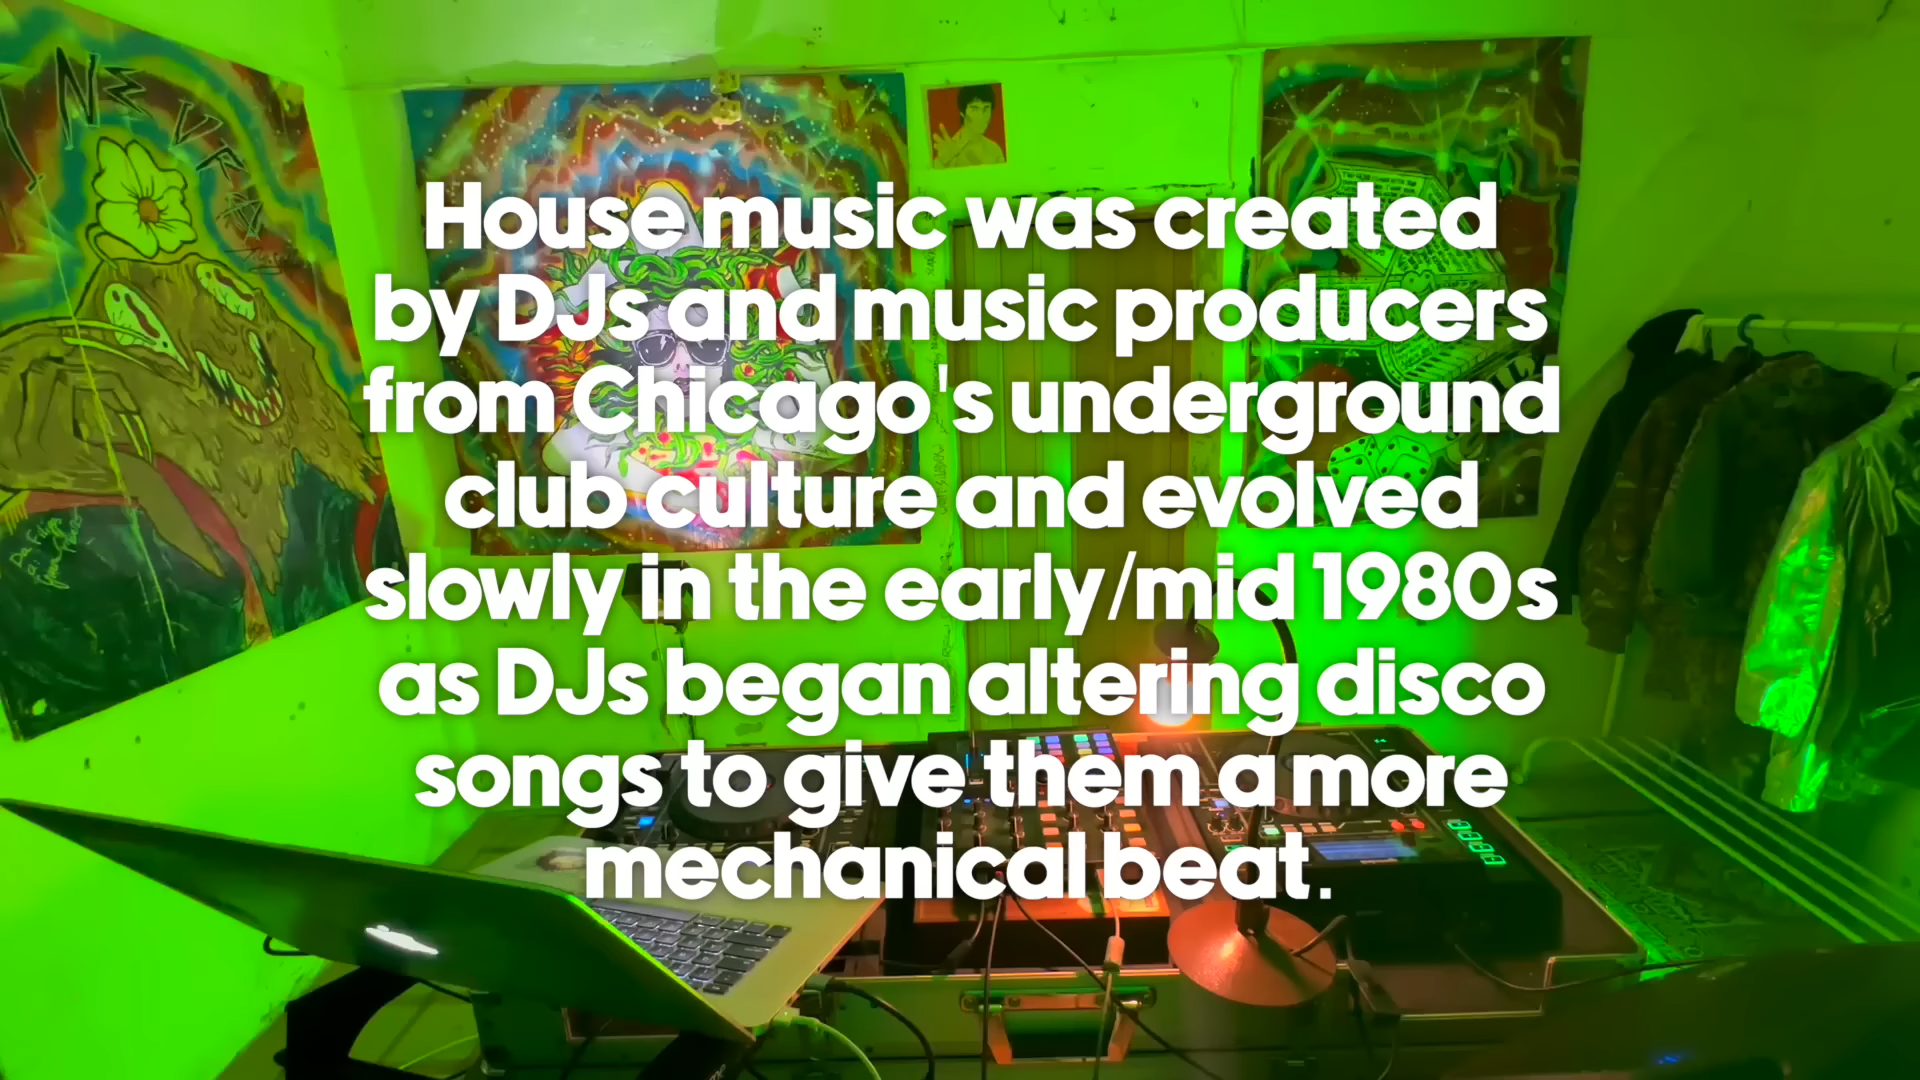 House music was created
by DJs and music producers
from Chicago's underground
club culture and evolved
slowly in the early/mid 1980s
as DJs began altering disco
songs to give them a more
mechanical beat.